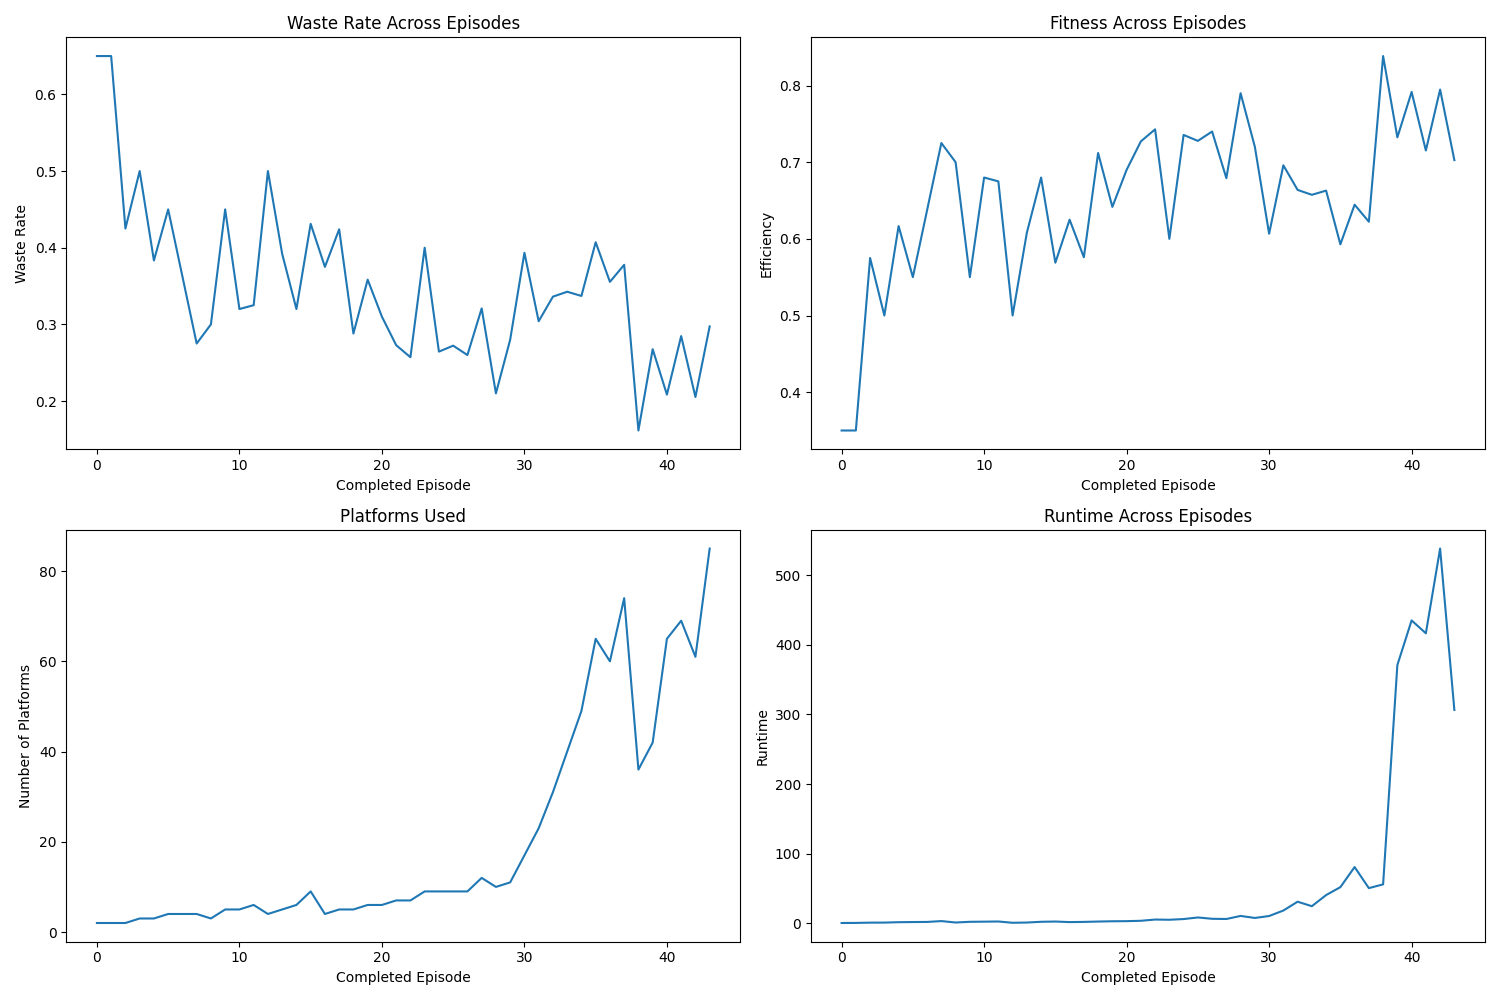 Waste Rate Across Episodes
Waste Rate
0.6
0.5
0.4
0.3
0.2
0 10 20 30 40
Completed Episode
Fitness Across Episodes
Efficiency
0.8
0.7
0.6
0.5
0.4
0 10 20 30 40
Completed Episode
Platforms Used
Number of Platforms
80
60
40
20
0
0 10 20 30 40
Completed Episode
Runtime Across Episodes
Runtime
500
400
300
200
100
0
0 10 20 30 40
Completed Episode